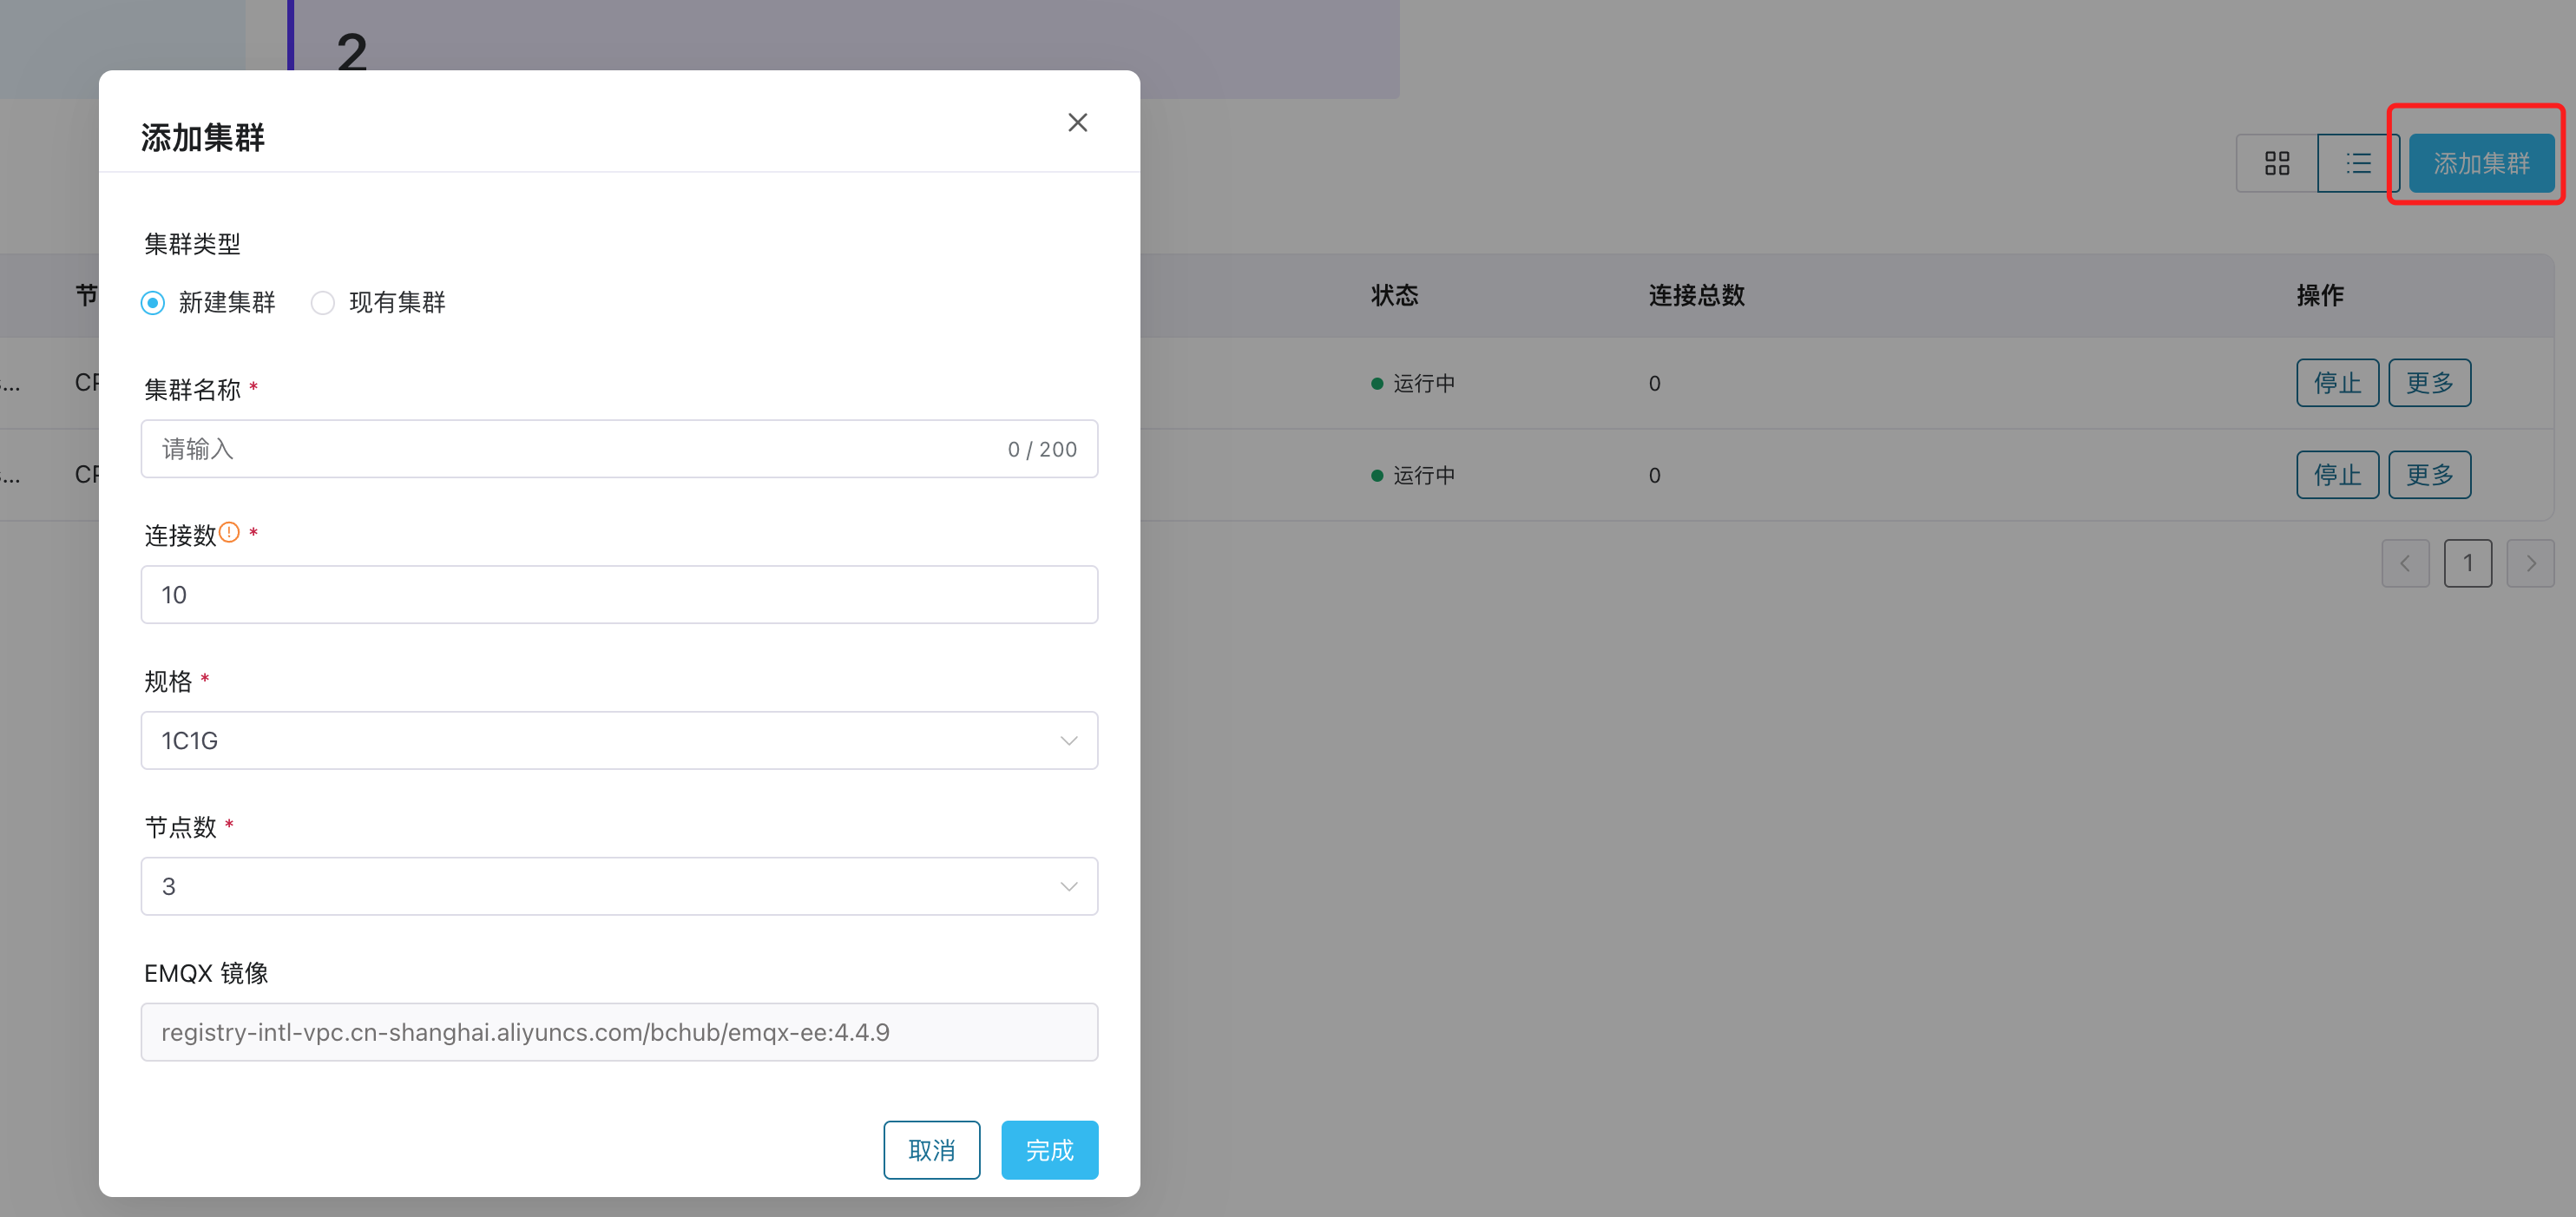 2
添加集群
添加集群
集群类型
新建集群 现有集群
集群名称 *
请输入 0 / 200
连接数 *
10
规格 *
1C1G
节点数 *
3
EMQX 镜像
registry-intl-vpc.cn-shanghai.aliyuncs.com/bchub/emqx-ee:4.4.9
取消 完成
节 状态 连接总数 操作
... 运行中 0 停止 更多
... 运行中 0 停止 更多
1